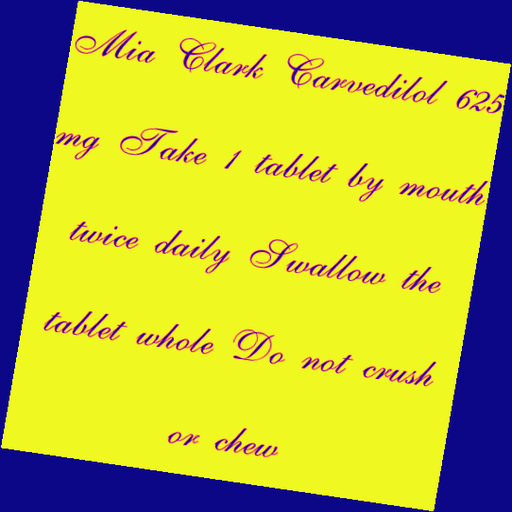 Mia Clark Carvedilol 625
mg Take 1 tablet by mouth
twice daily Swallow the
tablet whole Do not crush
or chew